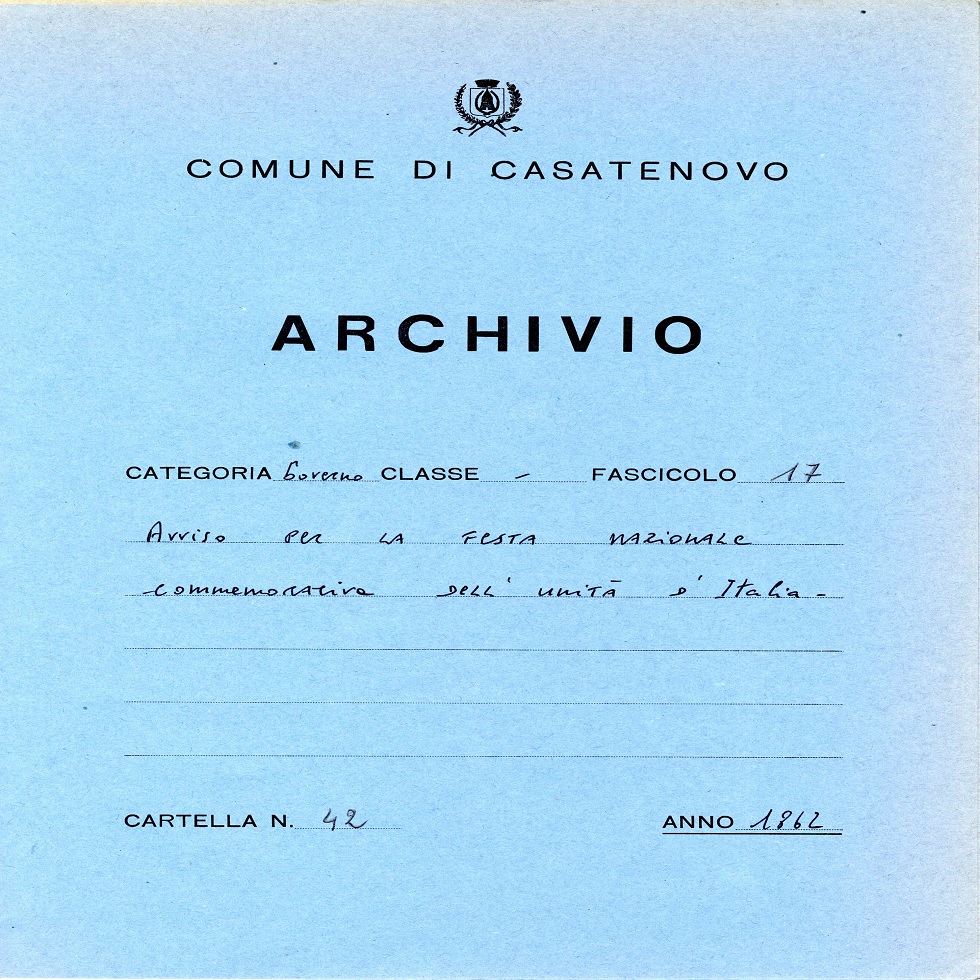 COMUNE DI CASATENOVO
ARCHIVIO
CATEGORIA Governo CLASSE - FASCICOLO 17
Avviso per la festa nazionale
commemorativa dell'unità d'Italia -
CARTELLA N. 42 ANNO 1862